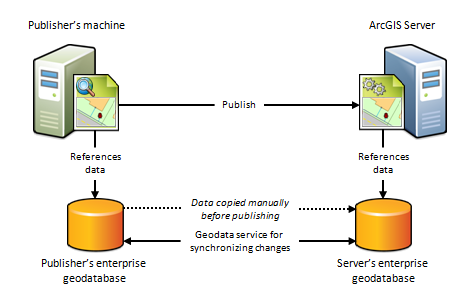 Publisher's machine
ArcGIS Server
Publish
References
data
References
data
Data copied manually
before publishing
Geodata service for
synchronizing changes
Publisher's enterprise
geodatabase
Server's enterprise
geodatabase